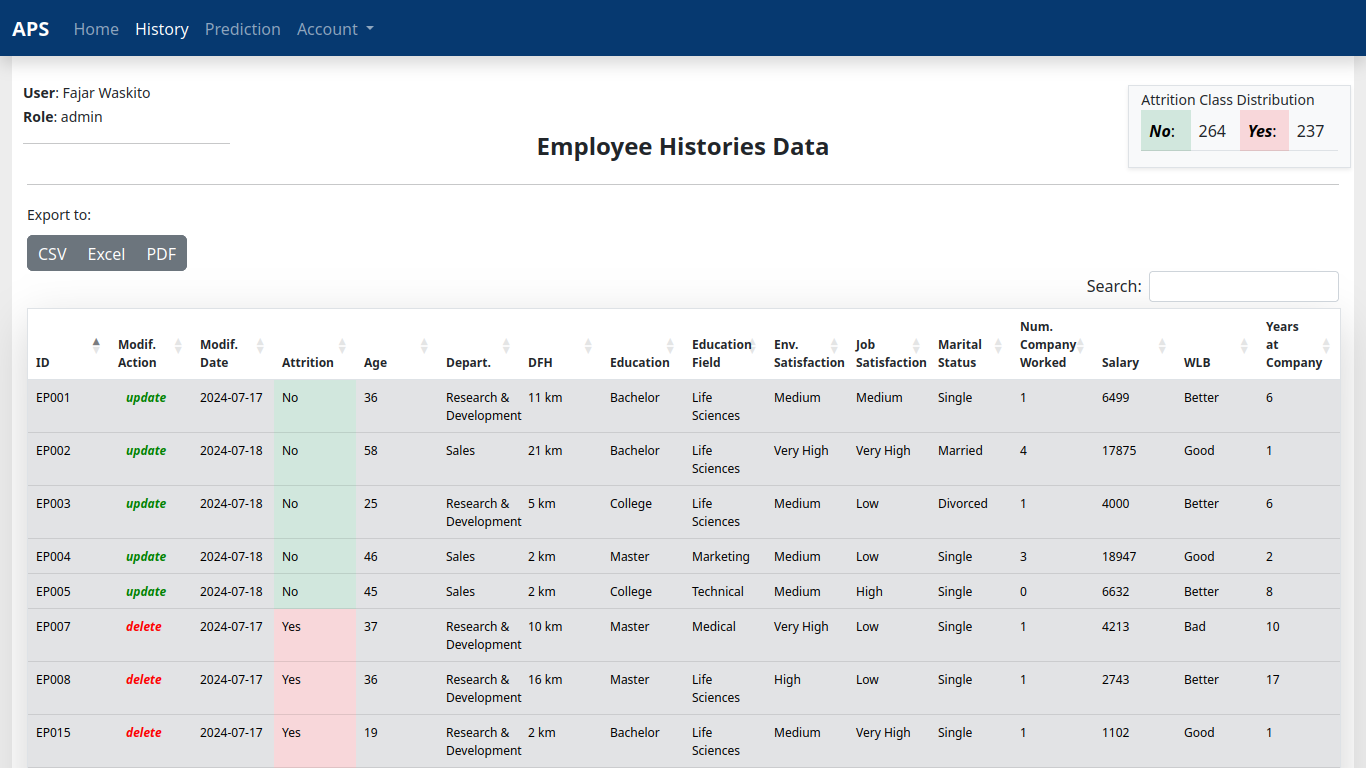 APS Home History Prediction Account
User: Fajar Waskito
Role: admin
Attrition Class Distribution
No: 264 Yes: 237
Employee Histories Data
Export to:
CSV Excel PDF
Search:
ID Modif. Action Modif. Date Attrition Age Depart. DFH Education Education Field Env. Satisfaction Job Satisfaction Marital Status Num. Company Worked Salary WLB Years at Company
EP001 update 2024-07-17 No 36 Research & Development 11 km Bachelor Life Sciences Medium Medium Single 1 6499 Better 6
EP002 update 2024-07-18 No 58 Sales 21 km Bachelor Life Sciences Very High Very High Married 4 17875 Good 1
EP003 update 2024-07-18 No 25 Research & Development 5 km College Life Sciences Medium Low Divorced 1 4000 Better 6
EP004 update 2024-07-18 No 46 Sales 2 km Master Marketing Medium Low Single 3 18947 Good 2
EP005 update 2024-07-18 No 45 Sales 2 km College Technical Medium High Single 0 6632 Better 8
EP007 delete 2024-07-17 Yes 37 Research & Development 10 km Master Medical Very High Low Single 1 4213 Bad 10
EP008 delete 2024-07-17 Yes 36 Research & Development 16 km Master Life Sciences High Low Single 1 2743 Better 17
EP015 delete 2024-07-17 Yes 19 Research & Development 2 km Bachelor Life Sciences Medium Very High Single 1 1102 Good 1